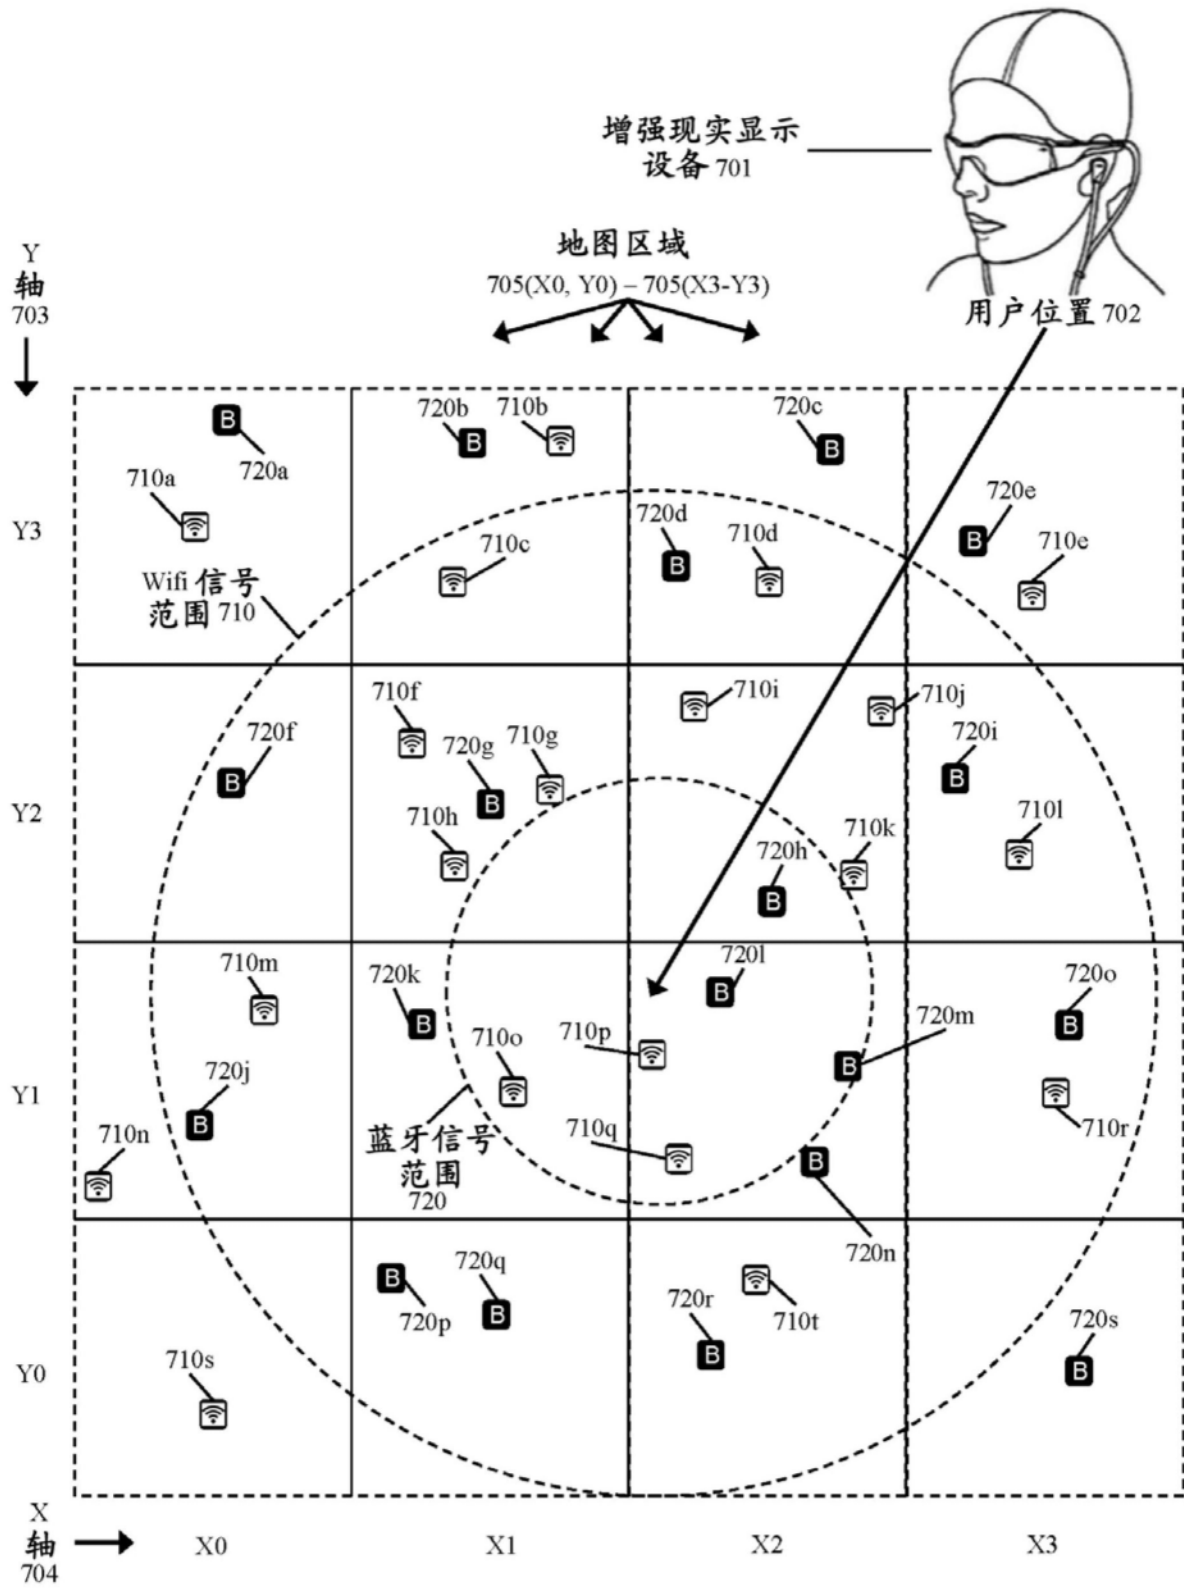 增强现实显示
设备 701
地图区域
705(X0, Y0) – 705(X3-Y3)
用户位置 702
Y
轴
703
720b 710b 720c
B
B
B
B
720a
710a
720e
B
720d
B
710d
710e
Y3
710c
Wifi 信号
范围 710
710f
710i
710j
720f
720g 710g
720i
B
B
B
Y2
710h
710k
710l
720h
B
710m
720k
720l
B
720o
B
B
710p
710o
720m
B
720j
B
Y1
710n
蓝牙信号
范围
720
710q
B
710r
720n
B
720p
720q
B
720r
B
710t
720s
B
Y0
710s
X
轴
704
X0 X1 X2 X3